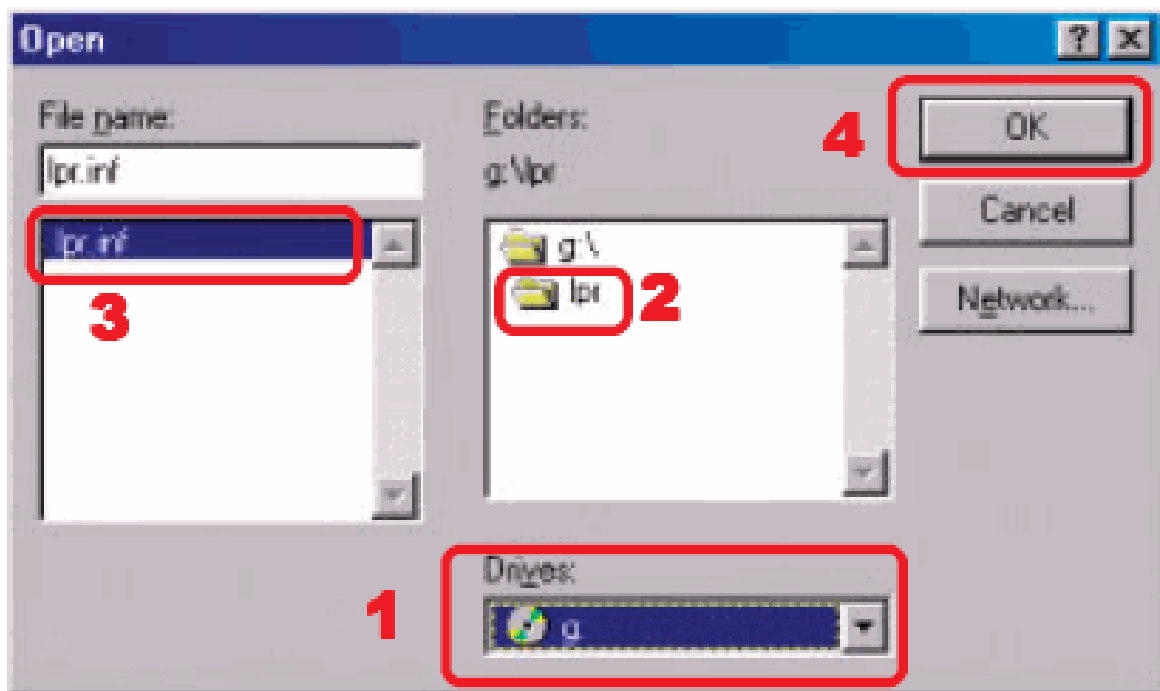 Open
? x
File name:
lpr.inf
lpr.inf
3
Folders:
g:\lpr
g:\
lpr
2
4
OK
Cancel
Network...
1
Drives:
g